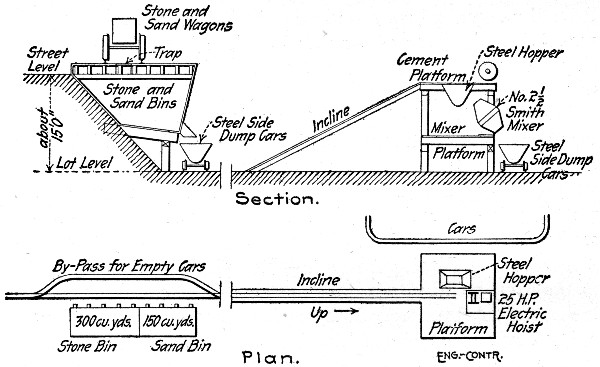 Stone and
Sand Wagons
Street
Level
Trap
Stone and
Sand Bins
about
15'0"
Lot Level
Steel Side
Dump Cars
Incline
Cement
Platform
Steel Hopper
No. 2½
Smith
Mixer
Mixer
Platform
Steel
Side Dump
Cars
Section.
Cars
By-Pass for Empty Cars
Incline
Up
Steel
Hopper
25 H.P.
Electric
Hoist
Platform
300 cu. yds.
150 cu. yds.
Stone Bin
Sand Bin
Plan.
ENG.-CONTR.